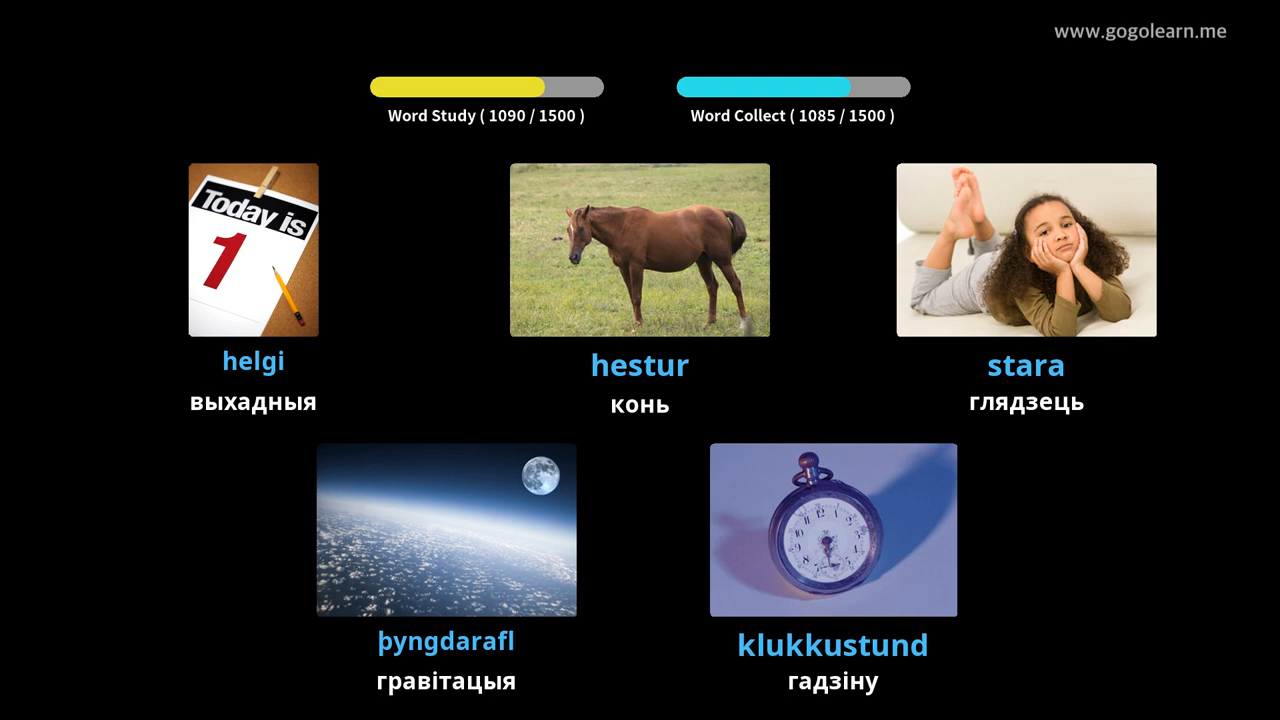 www.gogolearn.me
Word Study ( 1090 / 1500 )
Word Collect ( 1085 / 1500 )
Today is
1
helgi
выхадныя
hestur
конь
stara
глядзець
þyngdarafl
гравітацыя
klukkustund
гадзіну